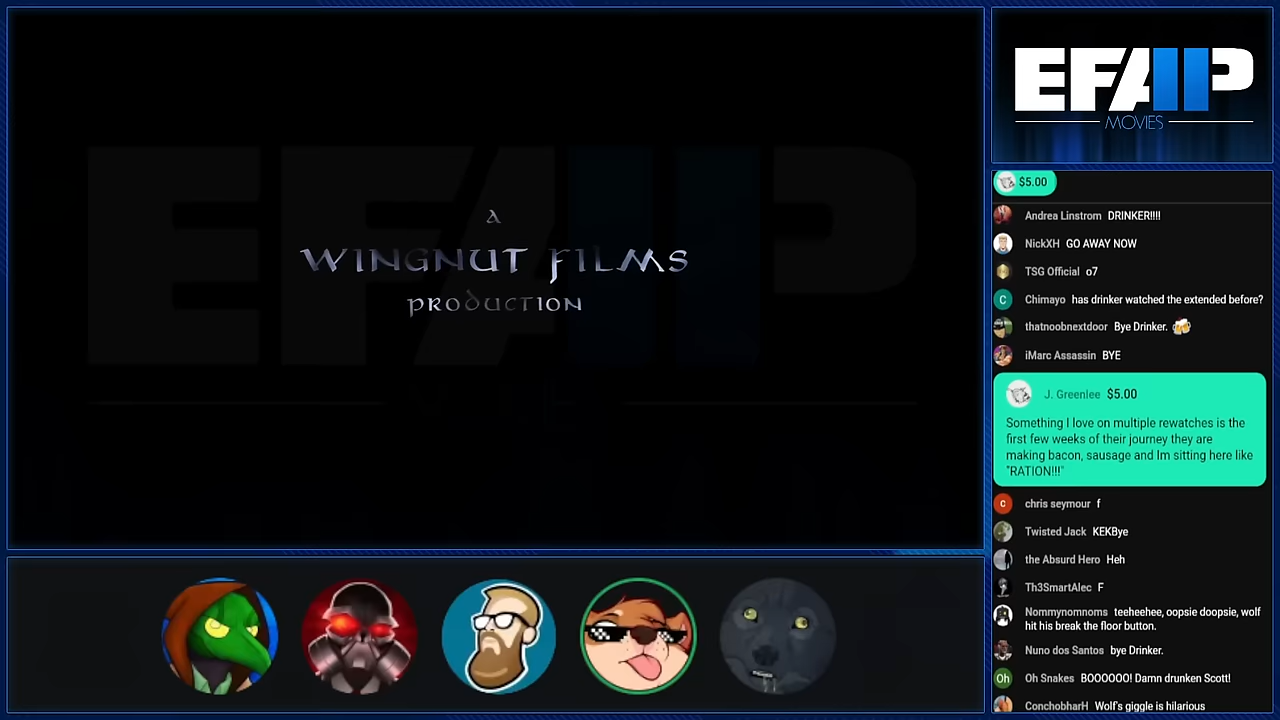 A
WINGNUT FILMS
PRODUCTION
EFAP
MOVIES
$5.00
Andrea Linstrom DRINKER!!!!
NickXH GO AWAY NOW
TSG Official o7
Chimayo has drinker watched the extended before?
thatnoobnextdoor Bye Drinker. 🍻
iMarc Assassin BYE
J. Greenlee $5.00
Something I love on multiple rewatches is the
first few weeks of their journey they are
making bacon, sausage and Im sitting here like
"RATION!!!"
chris seymour f
Twisted Jack KEKBye
the Absurd Hero Heh
Th3SmartAlec F
Nommynomnoms teeheehee, oopsie doopsie, wolf
hit his break the floor button.
Nuno dos Santos bye Drinker.
Oh Snakes BOOOOOO! Damn drunken Scott!
ConchobharH Wolf's giggle is hilarious